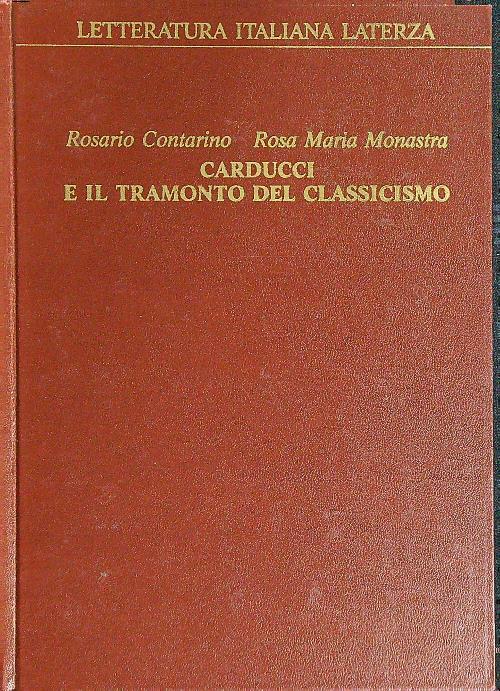 LETTERATURA ITALIANA LATERZA
Rosario Contarino Rosa Maria Monastra
CARDUCCI
E IL TRAMONTO DEL CLASSICISMO